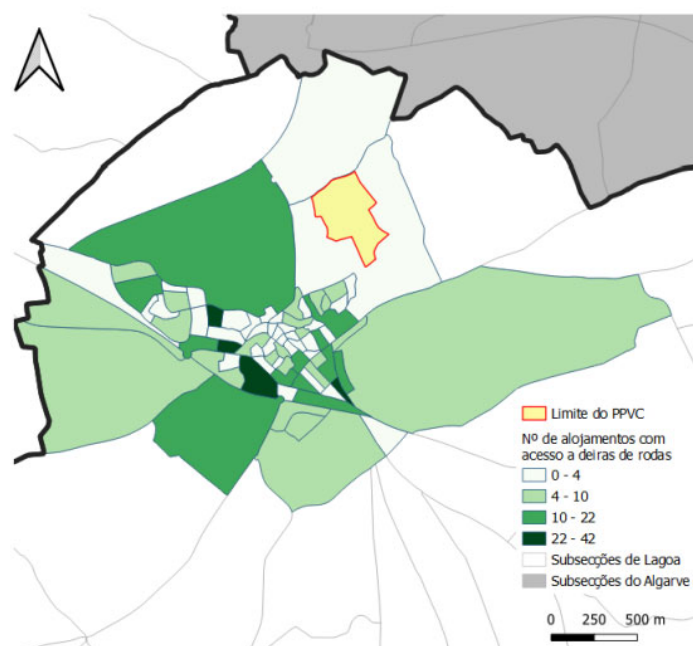 Limite do PPVC
Nº de alojamentos com
acesso a deiras de rodas
0 - 4
4 - 10
10 - 22
22 - 42
Subsecções de Lagoa
Subsecções do Algarve
0 250 500 m